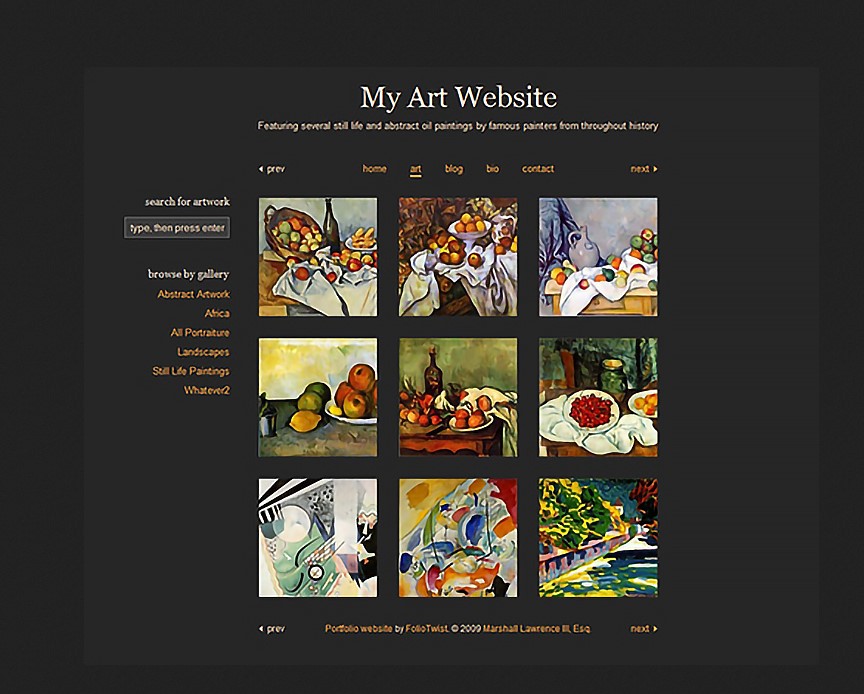 My Art Website
Featuring several still life and abstract oil paintings by famous painters from throughout history
prev home art blog bio contact next
search for artwork
type, then press enter
browse by gallery
Abstract Artwork
Africa
All Portraiture
Landscapes
Still Life Paintings
Whatever2
prev Portfolio website by FolioTwist. © 2009 Marshall Lawrence III, Esq. next